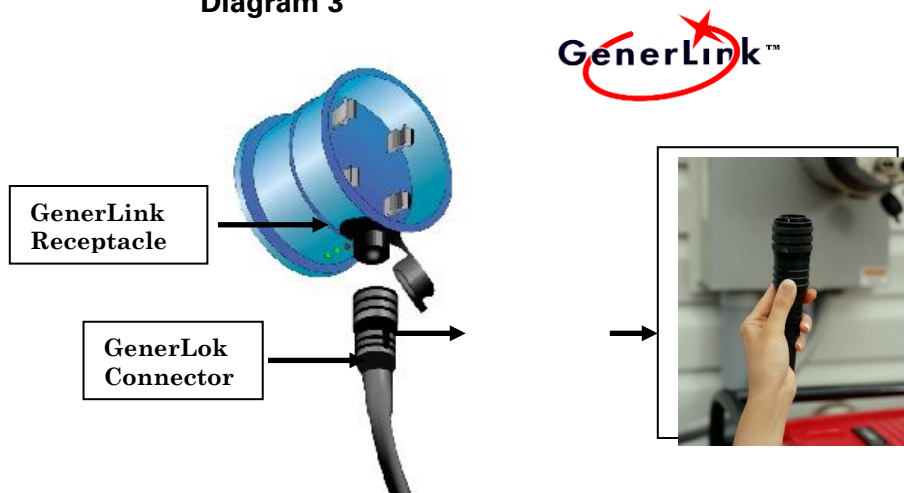 Diagram 3
GenerLink™
GenerLink
Receptacle
GenerLok
Connector